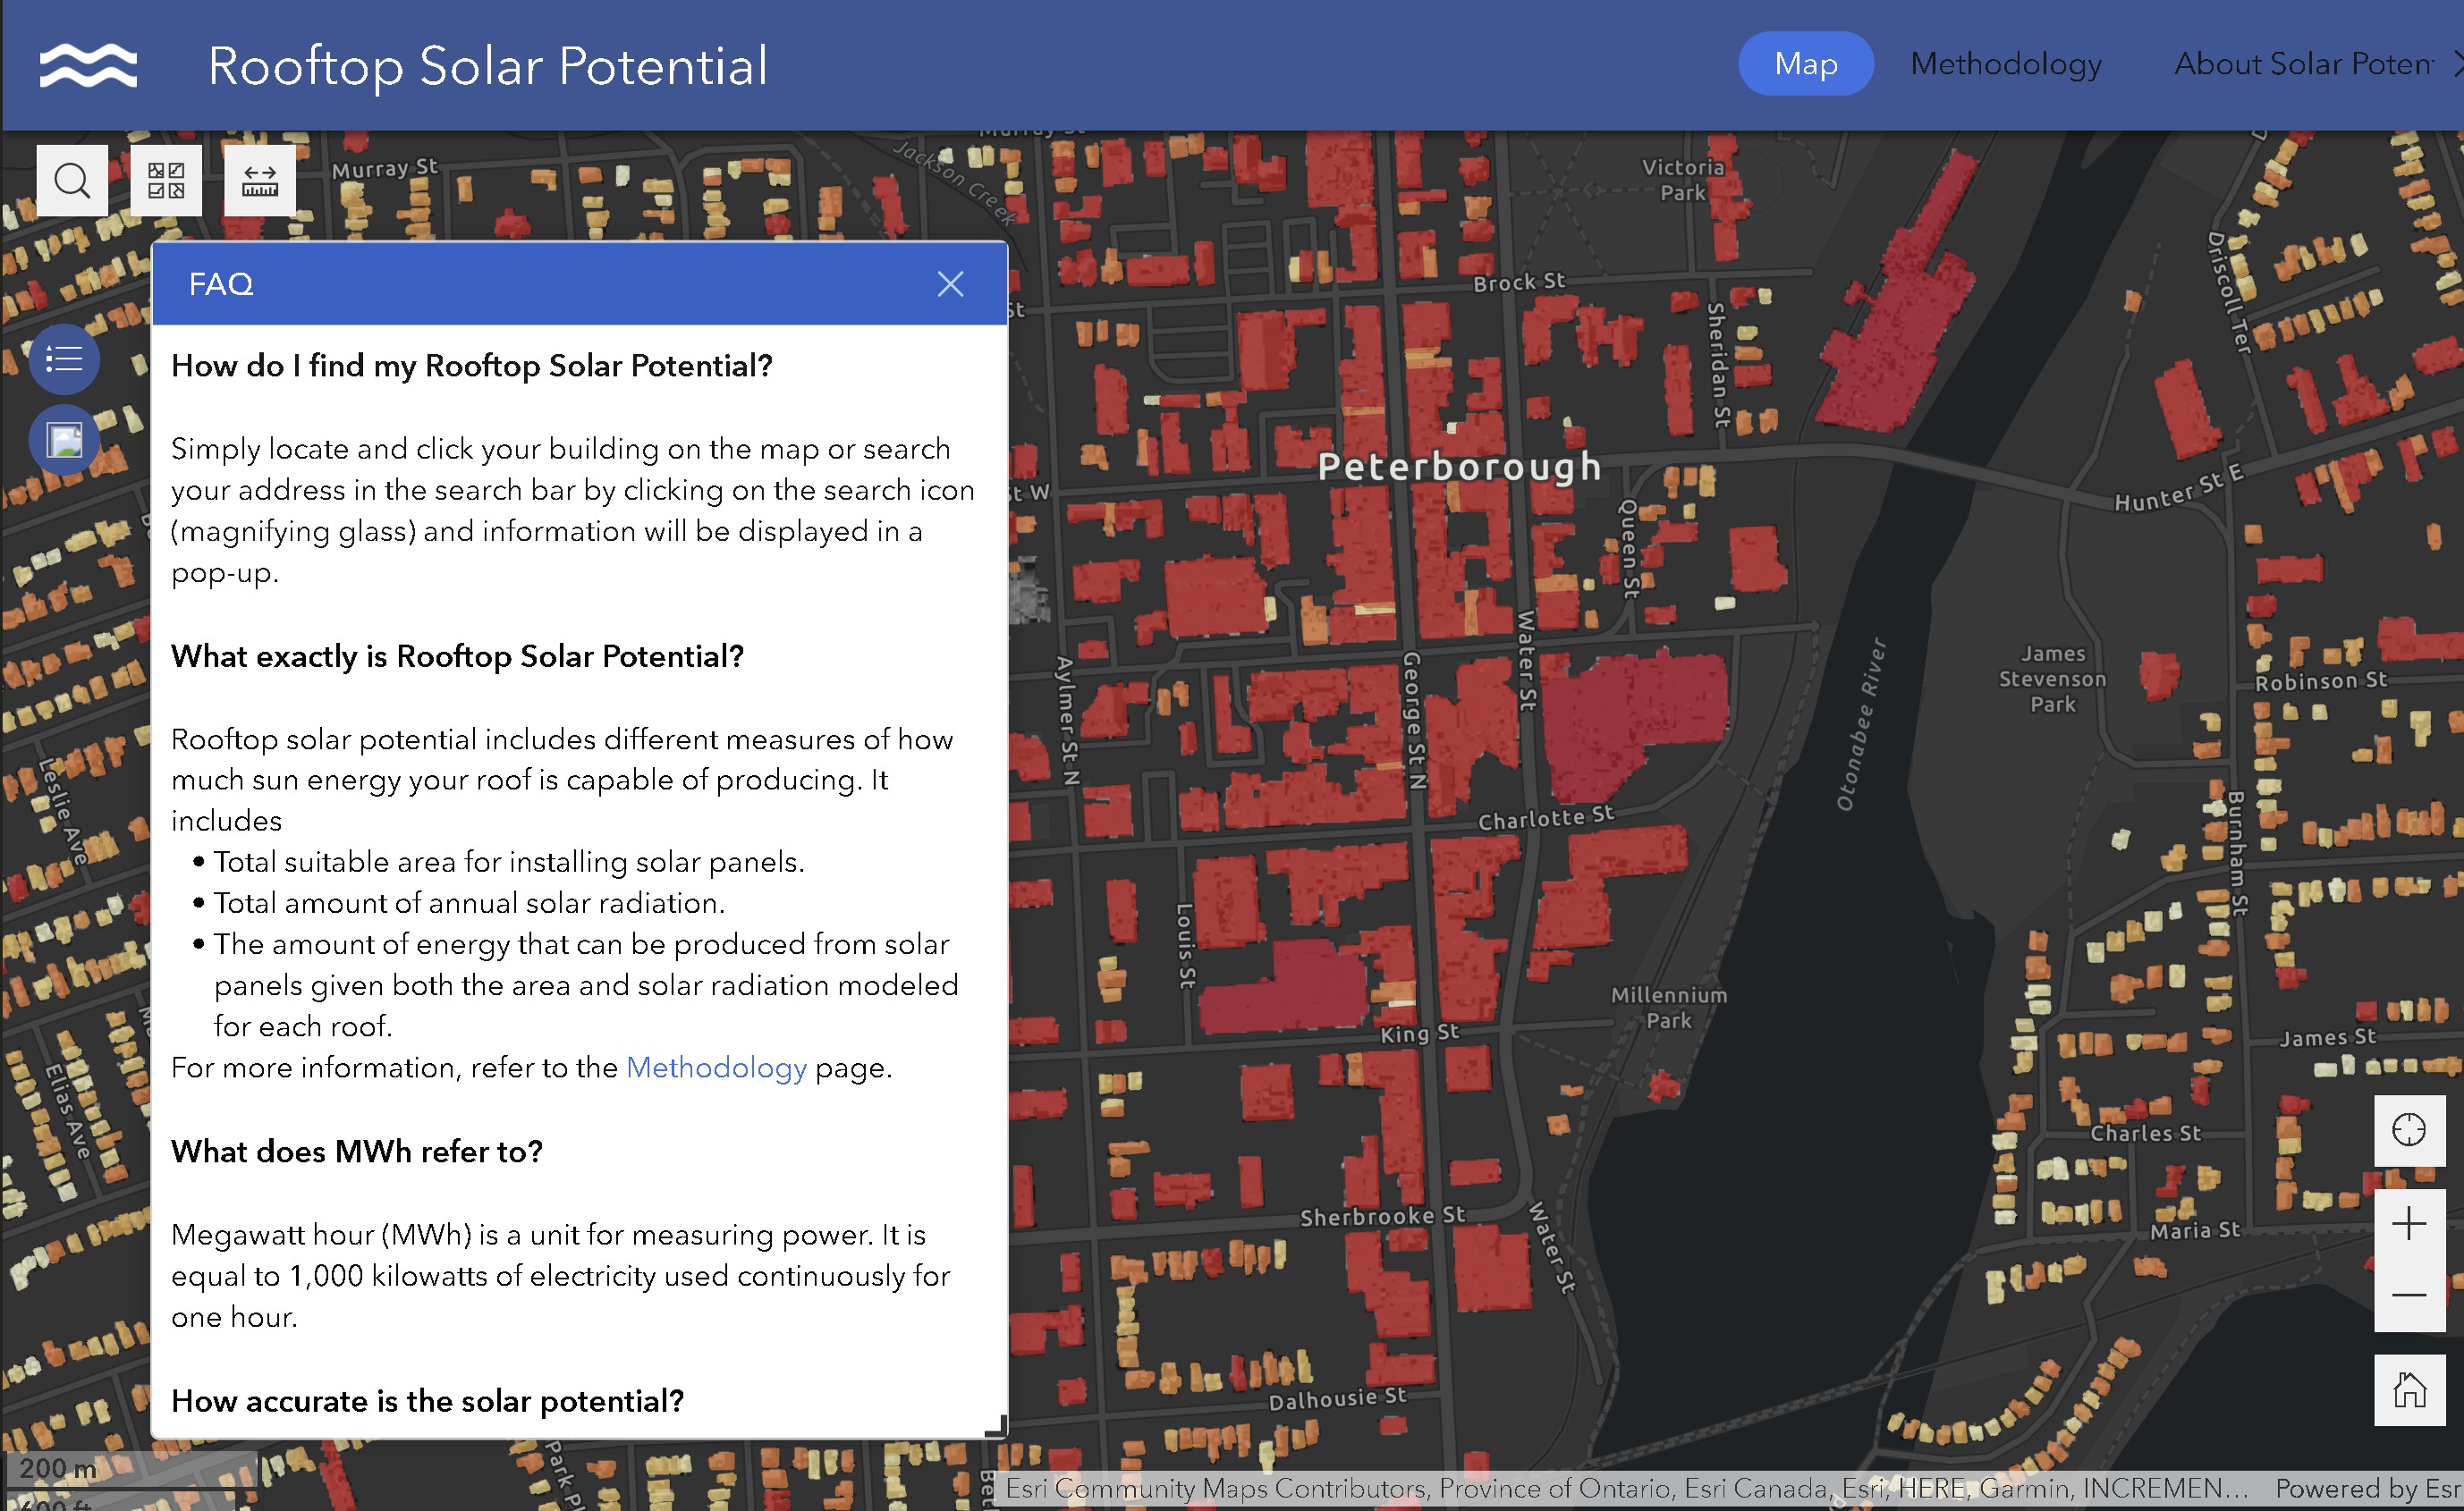 Rooftop Solar Potential
Map
Methodology
About Solar Poten
FAQ
How do I find my Rooftop Solar Potential?
Simply locate and click your building on the map or search
your address in the search bar by clicking on the search icon
(magnifying glass) and information will be displayed in a
pop-up.
What exactly is Rooftop Solar Potential?
Rooftop solar potential includes different measures of how
much sun energy your roof is capable of producing. It
includes
• Total suitable area for installing solar panels.
• Total amount of annual solar radiation.
• The amount of energy that can be produced from solar
panels given both the area and solar radiation modeled
for each roof.
For more information, refer to the Methodology page.
What does MWh refer to?
Megawatt hour (MWh) is a unit for measuring power. It is
equal to 1,000 kilowatts of electricity used continuously for
one hour.
How accurate is the solar potential?
Murray St
Murray St
Jackson Creek
Victoria
Park
Brock St
St
Sheridan St
Driscoll Ter
Peterborough
St W
Hunter St E
Queen St
Water St
Aylmer St N
George St N
Otonabee River
James
Stevenson
Park
Robinson St
Leslie Ave
Charlotte St
Burnham St
Louis St
Millennium
Park
King St
James St
Elias Ave
Charles St
Sherbrooke St
Water St
Maria St
Dalhousie St
Park Pl
Bet
200 m
600 ft
Esri Community Maps Contributors, Province of Ontario, Esri Canada, Esri, HERE, Garmin, INCREMEN...
Powered by Esr